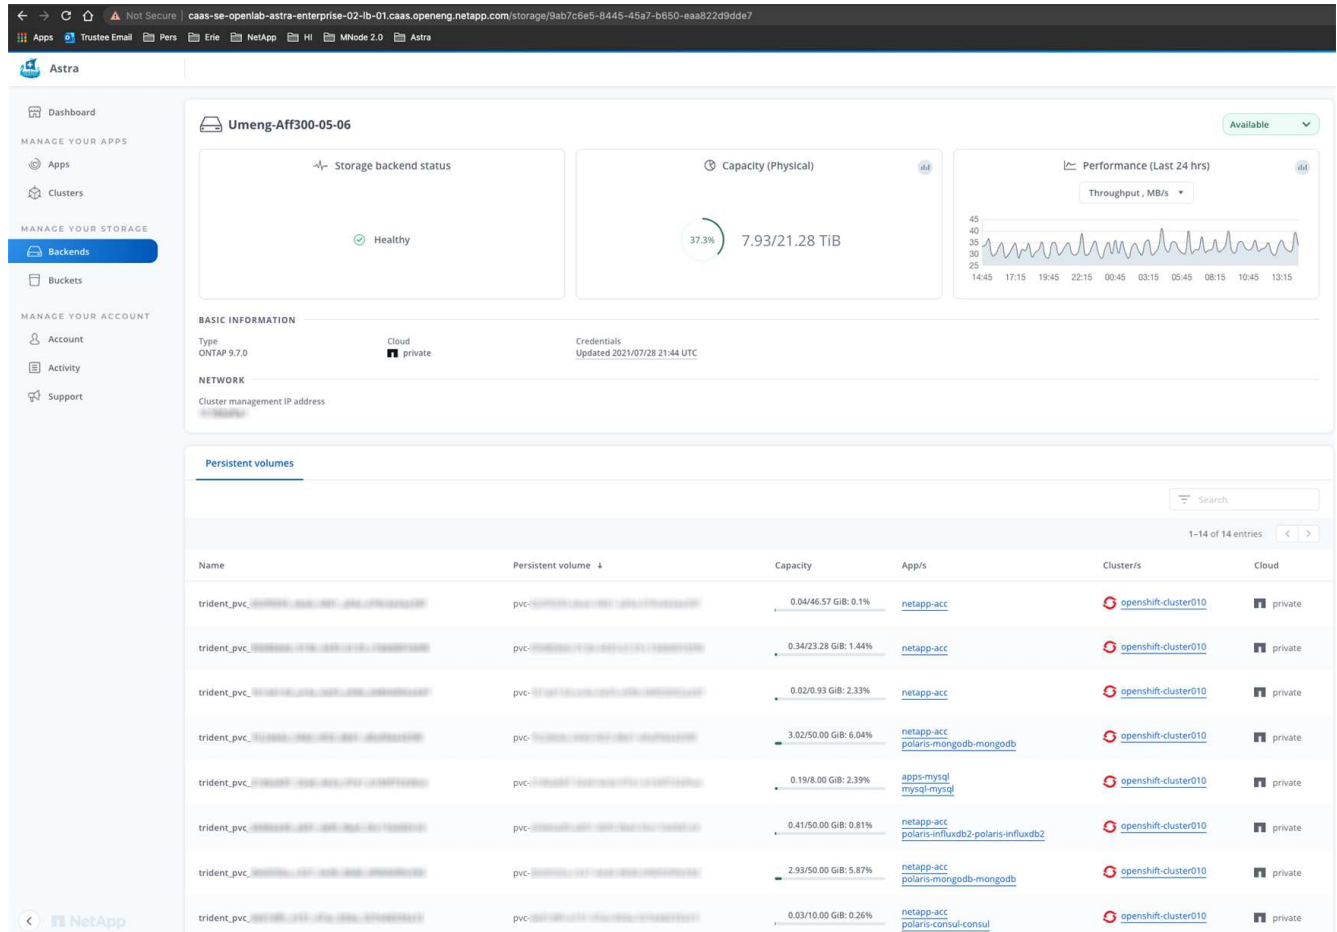 Not Secure | caas-se-openlab-astra-enterprise-02-lb-01.caas.openeng.netapp.com/storage/9ab7c6e5-8445-45a7-b650-eaa822d9dde7
Apps Trustee Email Pers Erie NetApp HI MNode 2.0 Astra
Astra
Dashboard
MANAGE YOUR APPS
Apps
Clusters
MANAGE YOUR STORAGE
Backends
Buckets
MANAGE YOUR ACCOUNT
Account
Activity
Support
NetApp
Umeng-Aff300-05-06
Available
Storage backend status
Healthy
Capacity (Physical)
37.3%
7.93/21.28 TiB
Performance (Last 24 hrs)
Throughput , MB/s
45
40
35
30
25
14:45 17:15 19:45 22:15 00:45 03:15 05:45 08:15 10:45 13:15
BASIC INFORMATION
Type
ONTAP 9.7.0
Cloud
private
Credentials
Updated 2021/07/28 21:44 UTC
NETWORK
Cluster management IP address
Persistent volumes
Search
1–14 of 14 entries
Name Persistent volume Capacity App/s Cluster/s Cloud
trident_pvc_ pvc- 0.04/46.57 GiB: 0.1% netapp-acc openshift-cluster010 private
trident_pvc_ pvc- 0.34/23.28 GiB: 1.44% netapp-acc openshift-cluster010 private
trident_pvc_ pvc- 0.02/0.93 GiB: 2.33% netapp-acc openshift-cluster010 private
trident_pvc_ pvc- 3.02/50.00 GiB: 6.04% netapp-acc openshift-cluster010 private
polaris-mongodb-mongodb
trident_pvc_ pvc- 0.19/8.00 GiB: 2.39% apps-mysql openshift-cluster010 private
mysql-mysql
trident_pvc_ pvc- 0.41/50.00 GiB: 0.81% netapp-acc openshift-cluster010 private
polaris-influxdb2-polaris-influxdb2
trident_pvc_ pvc- 2.93/50.00 GiB: 5.87% netapp-acc openshift-cluster010 private
polaris-mongodb-mongodb
trident_pvc_ pvc- 0.03/10.00 GiB: 0.26% netapp-acc openshift-cluster010 private
polaris-consul-consul